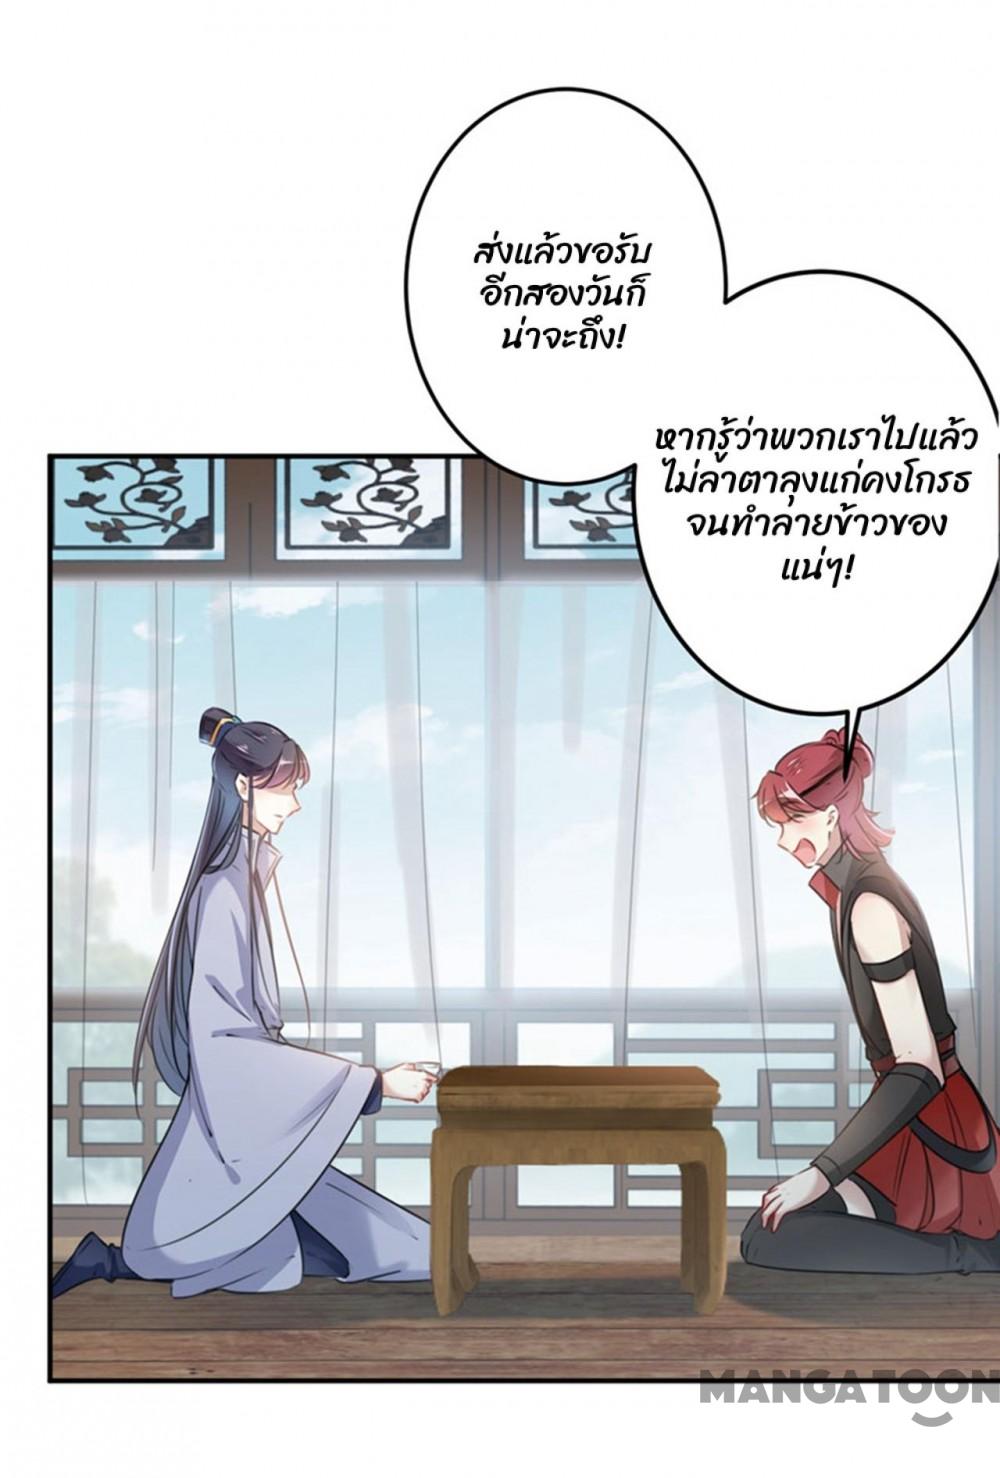 ส่งแล้วขอรับ
อีกสองวันก็
น่าจะถึง!
หากรู้ว่าพวกเราไปแล้ว
ไม่ลาตาลุงแก่คงโกรธ
จนทำลายข้าวของ
แน่ๆ!
MANGATOON